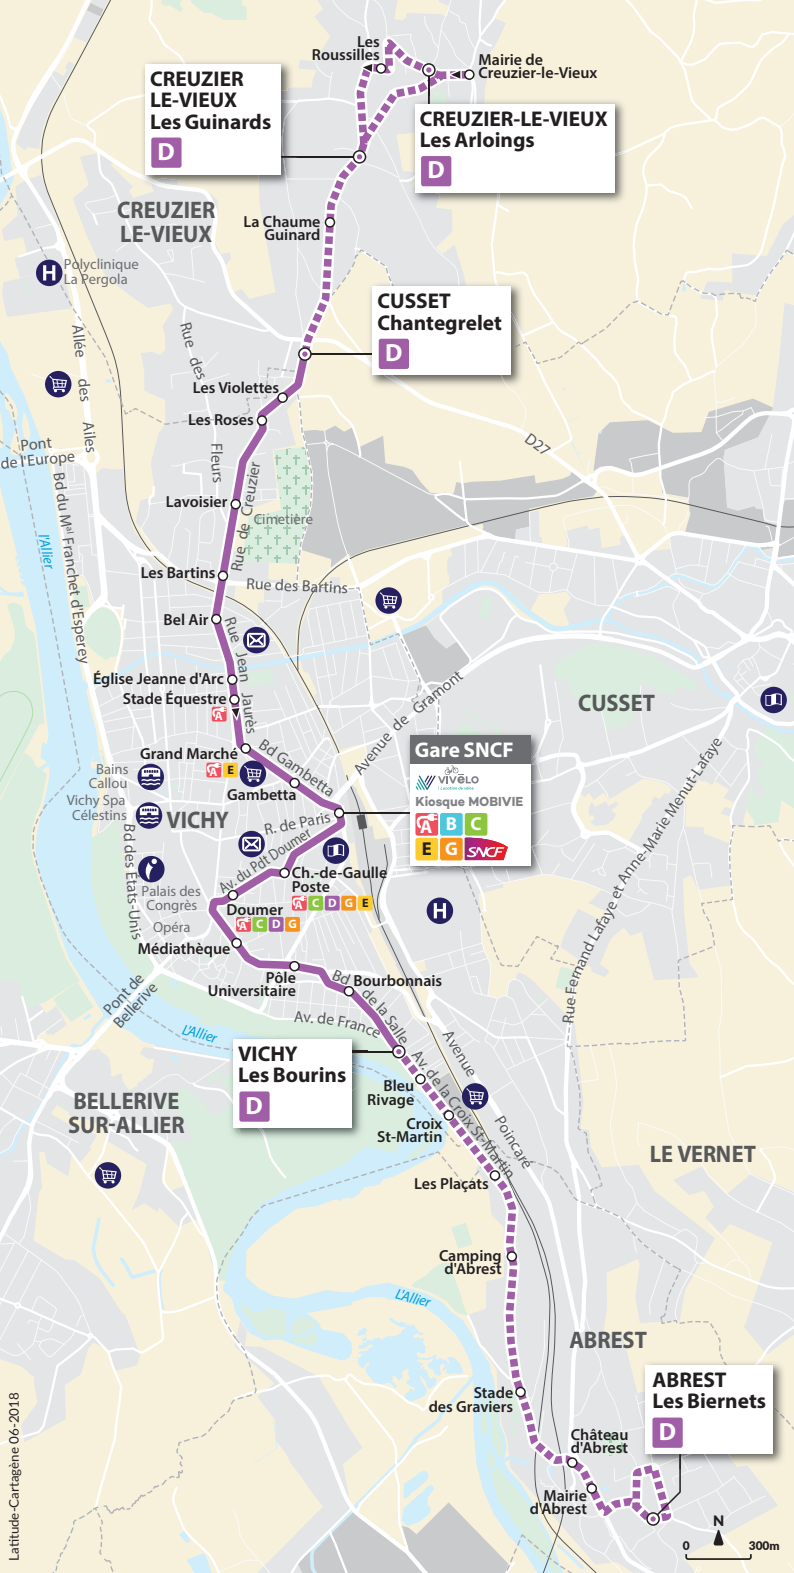 Les
Roussilles
Mairie de
Creuzier-le-Vieux
CREUZIER
LE-VIEUX
Les Guinards
D
CREUZIER-LE-VIEUX
Les Arloings
D
CREUZIER
LE-VIEUX
La Chaume
Guinard
H
Polyclinique
La Pergola
CUSSET
Chantegrelet
D
Allée des Ailes
Rue des Fleurs
Les Violettes
Les Roses
Pont
de l'Europe
D27
Bd du Mal Franchet d'Esperey
l'Allier
Lavoisier
Rue de Creuzier
Cimetière
Les Bartins
Rue des Bartins
Bel Air
Rue Jean Jaurès
Église Jeanne d'Arc
Stade Équestre
A
CUSSET
Avenue de Gramont
Grand Marché
A E
Bd Gambetta
Gambetta
Gare SNCF
VIVÉLO
Location de vélos
Kiosque MOBIVIE
A B C
E G SNCF
Bains
Callou
Vichy Spa
Célestins
VICHY
R. de Paris
Av. du Pdt Doumer
Bd des États-Unis
Rue Fernand Lafaye et Anne-Marie Menut-Lafaye
Ch.-de-Gaulle
Poste
A C D G E
Palais des
Congrès
Opéra
Doumer
A C D G
H
Médiathèque
Pôle
Universitaire
Bd de la Salle
Bourbonnais
Pont de
Bellerive
Av. de France
L'Allier
VICHY
Les Bourins
D
Avenue Poincaré
Av. de la Croix St-Martin
Bleu
Rivage
Croix
St-Martin
BELLERIVE
SUR-ALLIER
LE VERNET
Les Plaçats
Camping
d'Abrest
L'Allier
ABREST
ABREST
Les Biernets
D
Stade
des Graviers
Château
d'Abrest
Mairie
d'Abrest
N
0 300m
Latitude-Cartagène 06-2018